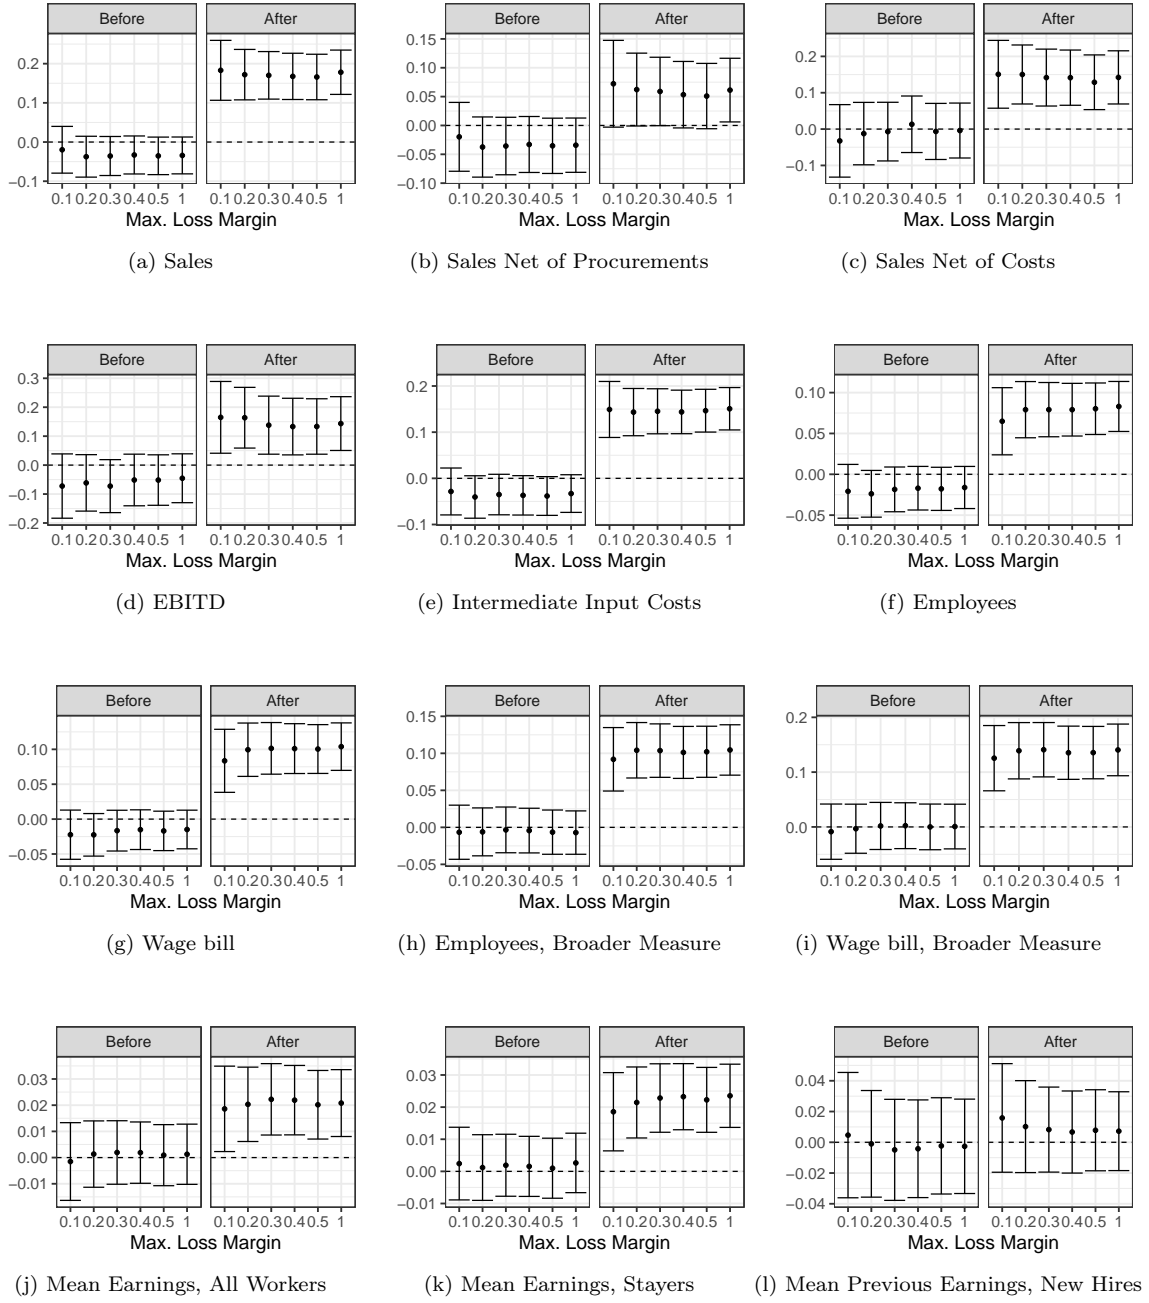 Before After
0.2
0.1
0.0
−0.1
0.1 0.2 0.3 0.4 0.5 1 0.1 0.2 0.3 0.4 0.5 1
Max. Loss Margin
(a) Sales
Before After
0.15
0.10
0.05
0.00
−0.05
−0.10
0.1 0.2 0.3 0.4 0.5 1 0.1 0.2 0.3 0.4 0.5 1
Max. Loss Margin
(b) Sales Net of Procurements
Before After
0.2
0.1
0.0
−0.1
0.1 0.2 0.3 0.4 0.5 1 0.1 0.2 0.3 0.4 0.5 1
Max. Loss Margin
(c) Sales Net of Costs
Before After
0.3
0.2
0.1
0.0
−0.1
−0.2
0.1 0.2 0.3 0.4 0.5 1 0.1 0.2 0.3 0.4 0.5 1
Max. Loss Margin
(d) EBITD
Before After
0.2
0.1
0.0
−0.1
0.1 0.2 0.3 0.4 0.5 1 0.1 0.2 0.3 0.4 0.5 1
Max. Loss Margin
(e) Intermediate Input Costs
Before After
0.10
0.05
0.00
−0.05
0.1 0.2 0.3 0.4 0.5 1 0.1 0.2 0.3 0.4 0.5 1
Max. Loss Margin
(f) Employees
Before After
0.10
0.05
0.00
−0.05
0.1 0.2 0.3 0.4 0.5 1 0.1 0.2 0.3 0.4 0.5 1
Max. Loss Margin
(g) Wage bill
Before After
0.15
0.10
0.05
0.00
−0.05
0.1 0.2 0.3 0.4 0.5 1 0.1 0.2 0.3 0.4 0.5 1
Max. Loss Margin
(h) Employees, Broader Measure
Before After
0.2
0.1
0.0
0.1 0.2 0.3 0.4 0.5 1 0.1 0.2 0.3 0.4 0.5 1
Max. Loss Margin
(i) Wage bill, Broader Measure
Before After
0.03
0.02
0.01
0.00
−0.01
0.1 0.2 0.3 0.4 0.5 1 0.1 0.2 0.3 0.4 0.5 1
Max. Loss Margin
(j) Mean Earnings, All Workers
Before After
0.03
0.02
0.01
0.00
−0.01
0.1 0.2 0.3 0.4 0.5 1 0.1 0.2 0.3 0.4 0.5 1
Max. Loss Margin
(k) Mean Earnings, Stayers
Before After
0.04
0.02
0.00
−0.02
−0.04
0.1 0.2 0.3 0.4 0.5 1 0.1 0.2 0.3 0.4 0.5 1
Max. Loss Margin
(l) Mean Previous Earnings, New Hires